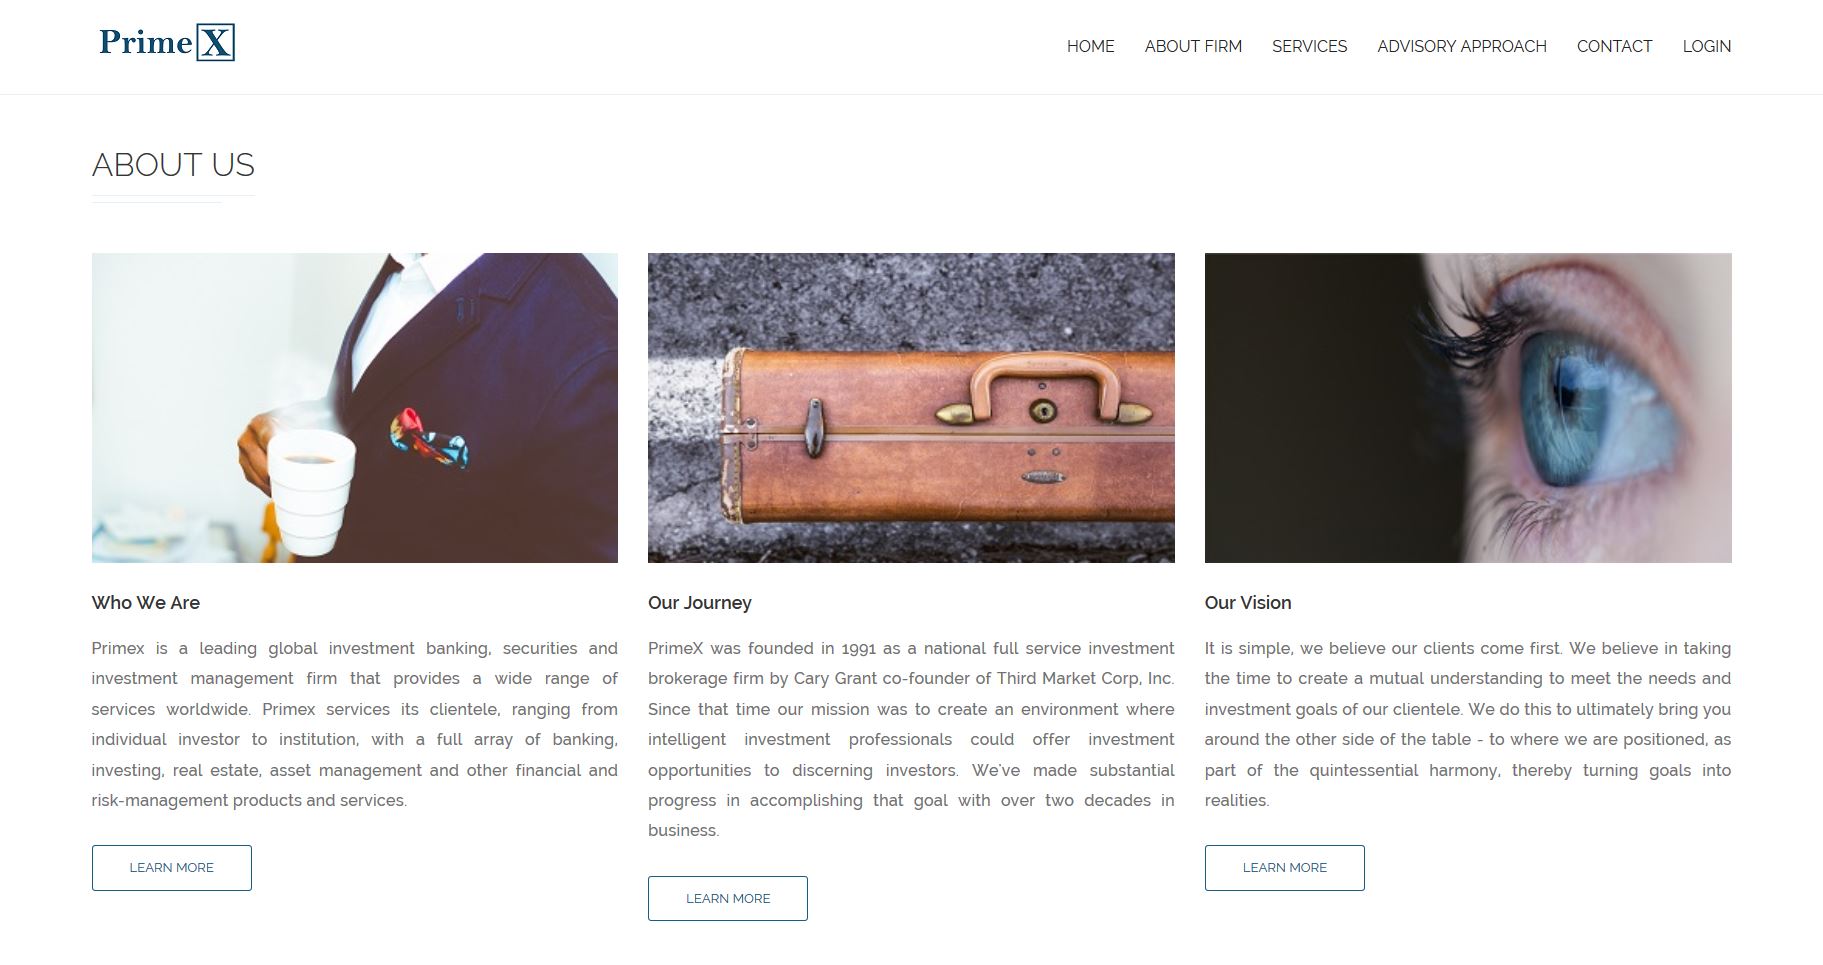 Prime X
HOME ABOUT FIRM SERVICES ADVISORY APPROACH CONTACT LOGIN
ABOUT US
Who We Are
Primex is a leading global investment banking, securities and
investment management firm that provides a wide range of
services worldwide. Primex services its clientele, ranging from
individual investor to institution, with a full array of banking,
investing, real estate, asset management and other financial and
risk-management products and services.
LEARN MORE
Our Journey
PrimeX was founded in 1991 as a national full service investment
brokerage firm by Cary Grant co-founder of Third Market Corp, Inc.
Since that time our mission was to create an environment where
intelligent investment professionals could offer investment
opportunities to discerning investors. We've made substantial
progress in accomplishing that goal with over two decades in
business.
LEARN MORE
Our Vision
It is simple, we believe our clients come first. We believe in taking
the time to create a mutual understanding to meet the needs and
investment goals of our clientele. We do this to ultimately bring you
around the other side of the table - to where we are positioned, as
part of the quintessential harmony, thereby turning goals into
realities.
LEARN MORE